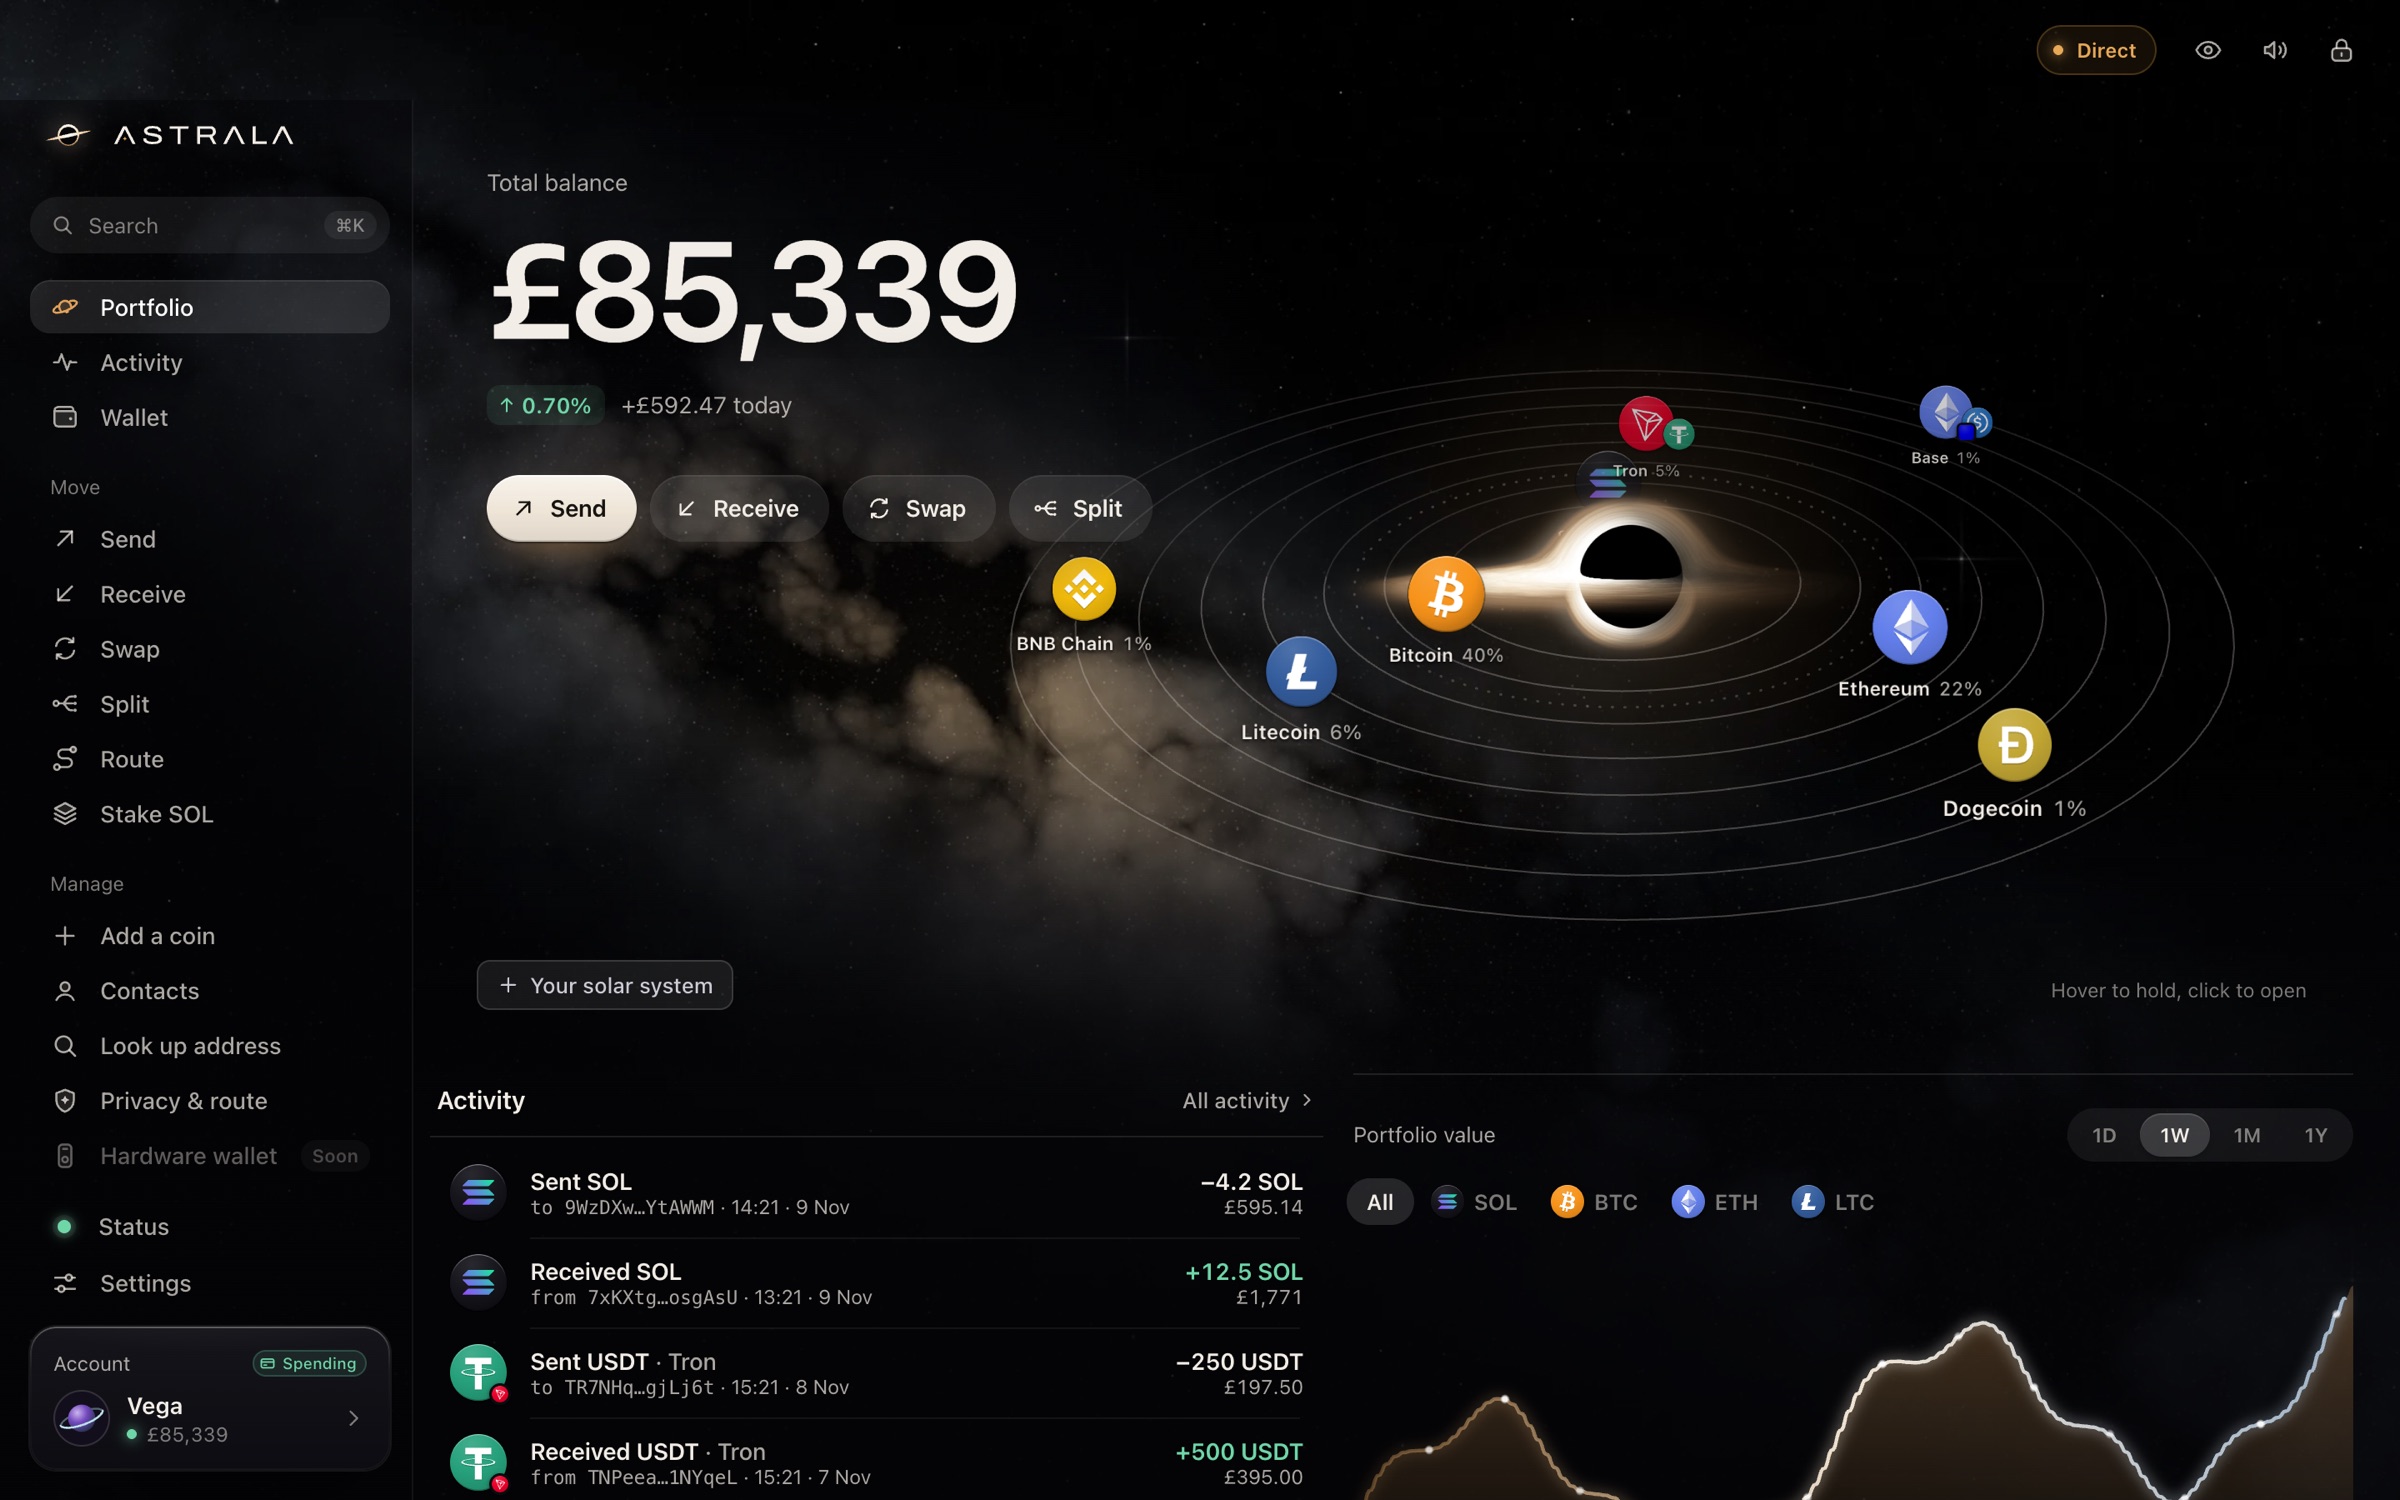 Direct
ASTRALA
Search ⌘K
Portfolio
Activity
Wallet
Move
Send
Receive
Swap
Split
Route
Stake SOL
Manage
Add a coin
Contacts
Look up address
Privacy & route
Hardware wallet Soon
Status
Settings
Account Spending
Vega
£85,339
Total balance
£85,339
↑ 0.70% +£592.47 today
Send Receive Swap Split
Tron 5%
Base 1%
BNB Chain 1%
Bitcoin 40%
Ethereum 22%
Litecoin 6%
Dogecoin 1%
+ Your solar system
Hover to hold, click to open
Activity All activity
Sent SOL −4.2 SOL
to 9WzDXw…YtAWWM · 14:21 · 9 Nov £595.14
Received SOL +12.5 SOL
from 7xKXtg…osgAsU · 13:21 · 9 Nov £1,771
Sent USDT · Tron −250 USDT
to TR7NHq…gjLj6t · 15:21 · 8 Nov £197.50
Received USDT · Tron +500 USDT
from TNPeea…1NYqeL · 15:21 · 7 Nov £395.00
Portfolio value 1D 1W 1M 1Y
All SOL BTC ETH LTC